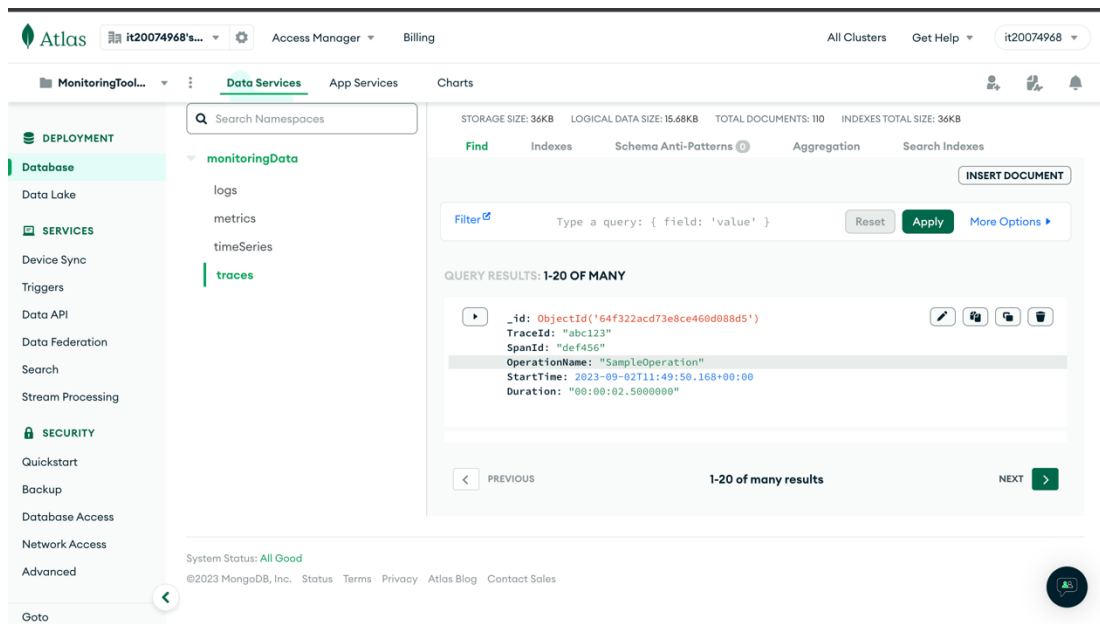 Atlas
it20074968's...
Access Manager
Billing
All Clusters
Get Help
it20074968
MonitoringTool...
Data Services
App Services
Charts
DEPLOYMENT
Database
Data Lake
SERVICES
Device Sync
Triggers
Data API
Data Federation
Search
Stream Processing
SECURITY
Quickstart
Backup
Database Access
Network Access
Advanced
Goto
Search Namespaces
monitoringData
logs
metrics
timeSeries
traces
STORAGE SIZE: 36KB LOGICAL DATA SIZE: 15.68KB TOTAL DOCUMENTS: 110 INDEXES TOTAL SIZE: 36KB
Find Indexes Schema Anti-Patterns 0 Aggregation Search Indexes
INSERT DOCUMENT
Filter Type a query: { field: 'value' } Reset Apply More Options
QUERY RESULTS: 1-20 OF MANY
_id: ObjectId('64f322acd73e8ce460d088d5')
TraceId: "abc123"
SpanId: "def456"
OperationName: "SampleOperation"
StartTime: 2023-09-02T11:49:50.168+00:00
Duration: "00:00:02.5000000"
PREVIOUS 1-20 of many results NEXT
System Status: All Good
©2023 MongoDB, Inc. Status Terms Privacy Atlas Blog Contact Sales